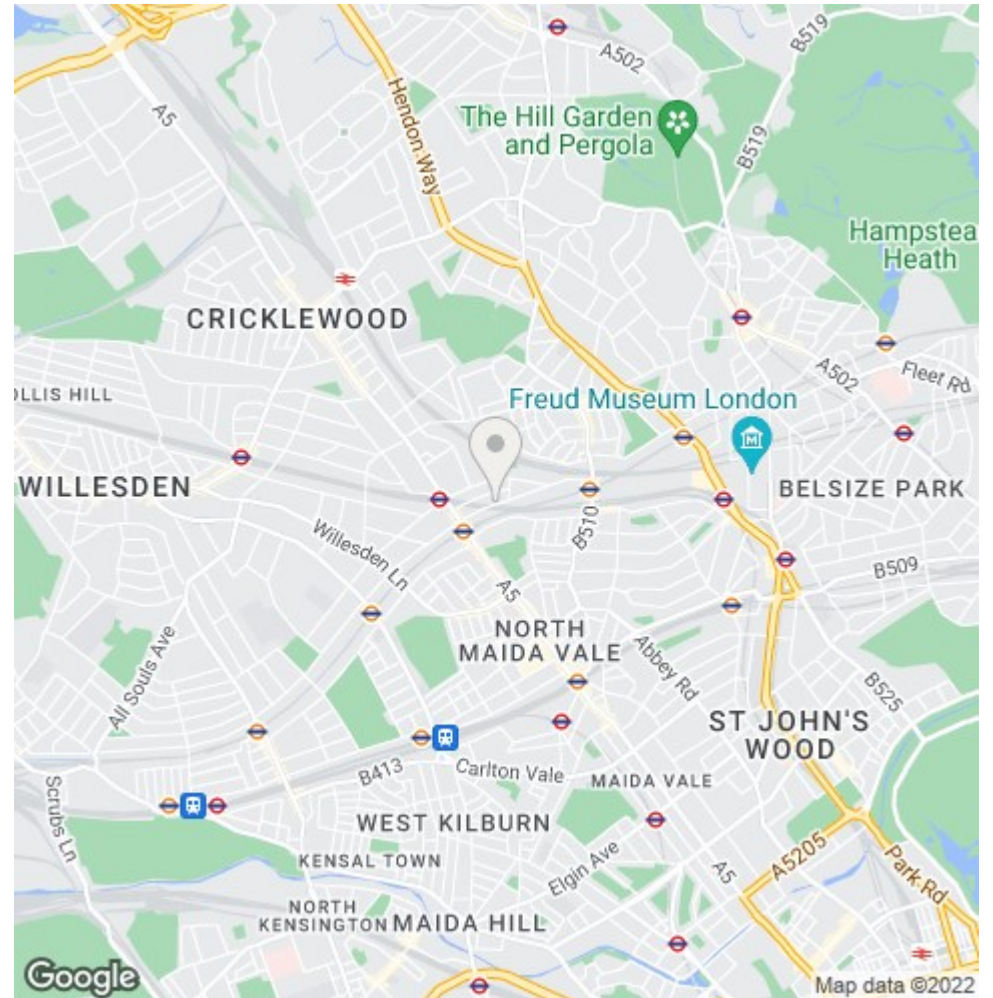 B519
A502
A5
Hendon Way
The Hill Garden
and Pergola
B519
Hampstea
Heath
CRICKLEWOOD
A502
Fleet Rd
OLLIS HILL
Freud Museum London
M
WILLESDEN
BELSIZE PARK
B510
Willesden Ln
A5
B509
NORTH
MAIDA VALE
Abbey Rd
All Souls Ave
B525
ST JOHN'S
WOOD
B413
Carlton Vale
MAIDA VALE
Scrubs Ln
WEST KILBURN
A5205
KENSAL TOWN
Elgin Ave
A5
Park Rd
NORTH
KENSINGTON
MAIDA HILL
Google
Map data ©2022